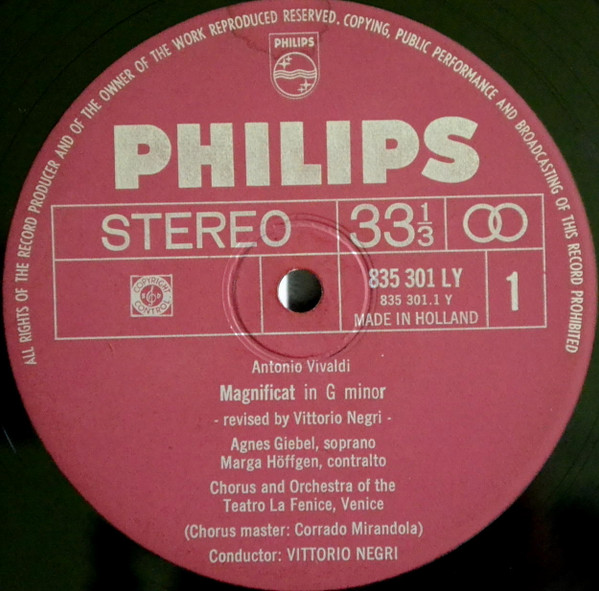 ALL RIGHTS OF THE RECORD PRODUCER AND OF THE OWNER OF THE WORK REPRODUCED RESERVED. COPYING, PUBLIC PERFORMANCE AND BROADCASTING OF THIS RECORD PROHIBITED
PHILIPS
PHILIPS
STEREO 33 1/3
COPYRIGHT
CONTROL
835 301 LY
835 301.1 Y
MADE IN HOLLAND
1
Antonio Vivaldi
Magnificat in G minor
- revised by Vittorio Negri -
Agnes Giebel, soprano
Marga Höffgen, contralto
Chorus and Orchestra of the
Teatro La Fenice, Venice
(Chorus master: Corrado Mirandola)
Conductor: VITTORIO NEGRI